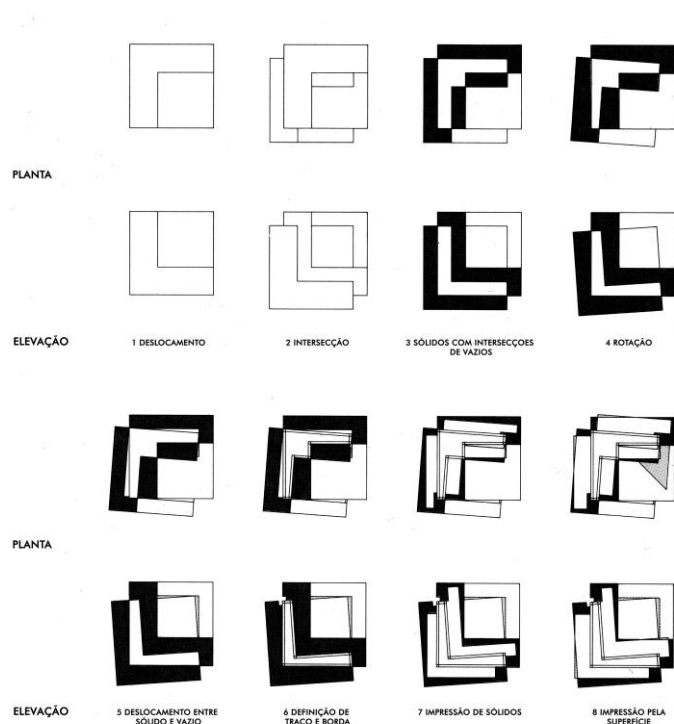 PLANTA
ELEVAÇÃO
1 DESLOCAMENTO
2 INTERSECÇÃO
3 SÓLIDOS COM INTERSECÇOES
DE VAZIOS
4 ROTAÇÃO
PLANTA
ELEVAÇÃO
5 DESLOCAMENTO ENTRE
SÓLIDO E VAZIO
6 DEFINIÇÃO DE
TRAÇO E BORDA
7 IMPRESSÃO DE SÓLIDOS
8 IMPRESSÃO PELA
SUPERFÍCIE